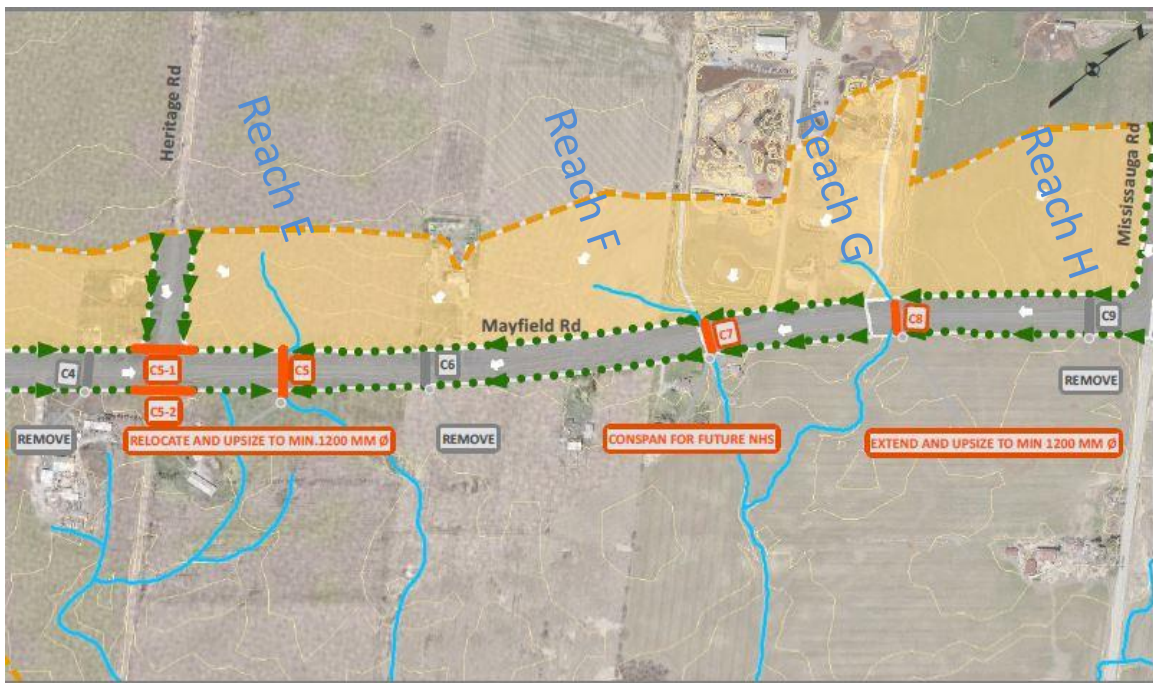 N
Heritage Rd
Reach E
Reach F
Reach G
Reach H
Mississauga Rd
Mayfield Rd
C4
C5-1
C5
C6
C7
C8
C9
C5-2
REMOVE
RELOCATE AND UPSIZE TO MIN.1200 MM Ø
REMOVE
CONSPAN FOR FUTURE NHS
EXTEND AND UPSIZE TO MIN 1200 MM Ø
REMOVE